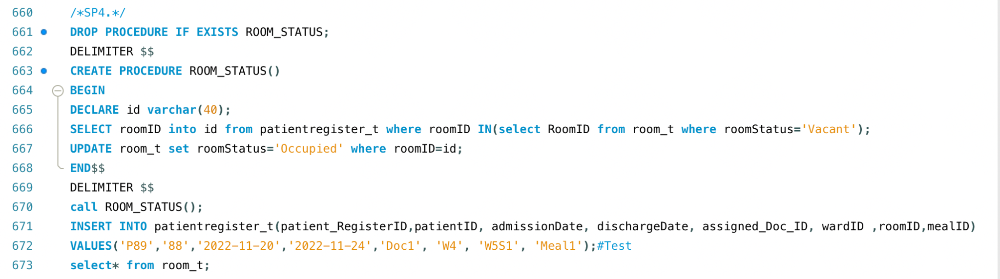 660 /*SP4.*/
661 DROP PROCEDURE IF EXISTS ROOM_STATUS;
662 DELIMITER $$
663 CREATE PROCEDURE ROOM_STATUS()
664 BEGIN
665 DECLARE id varchar(40);
666 SELECT roomID into id from patientregister_t where roomID IN(select RoomID from room_t where roomStatus='Vacant');
667 UPDATE room_t set roomStatus='Occupied' where roomID=id;
668 END$$
669 DELIMITER $$
670 call ROOM_STATUS();
671 INSERT INTO patientregister_t(patient_RegisterID,patientID, admissionDate, dischargeDate, assigned_Doc_ID, wardID ,roomID,mealID)
672 VALUES('P89','88','2022-11-20','2022-11-24','Doc1', 'W4', 'W5S1', 'Meal1');#Test
673 select* from room_t;